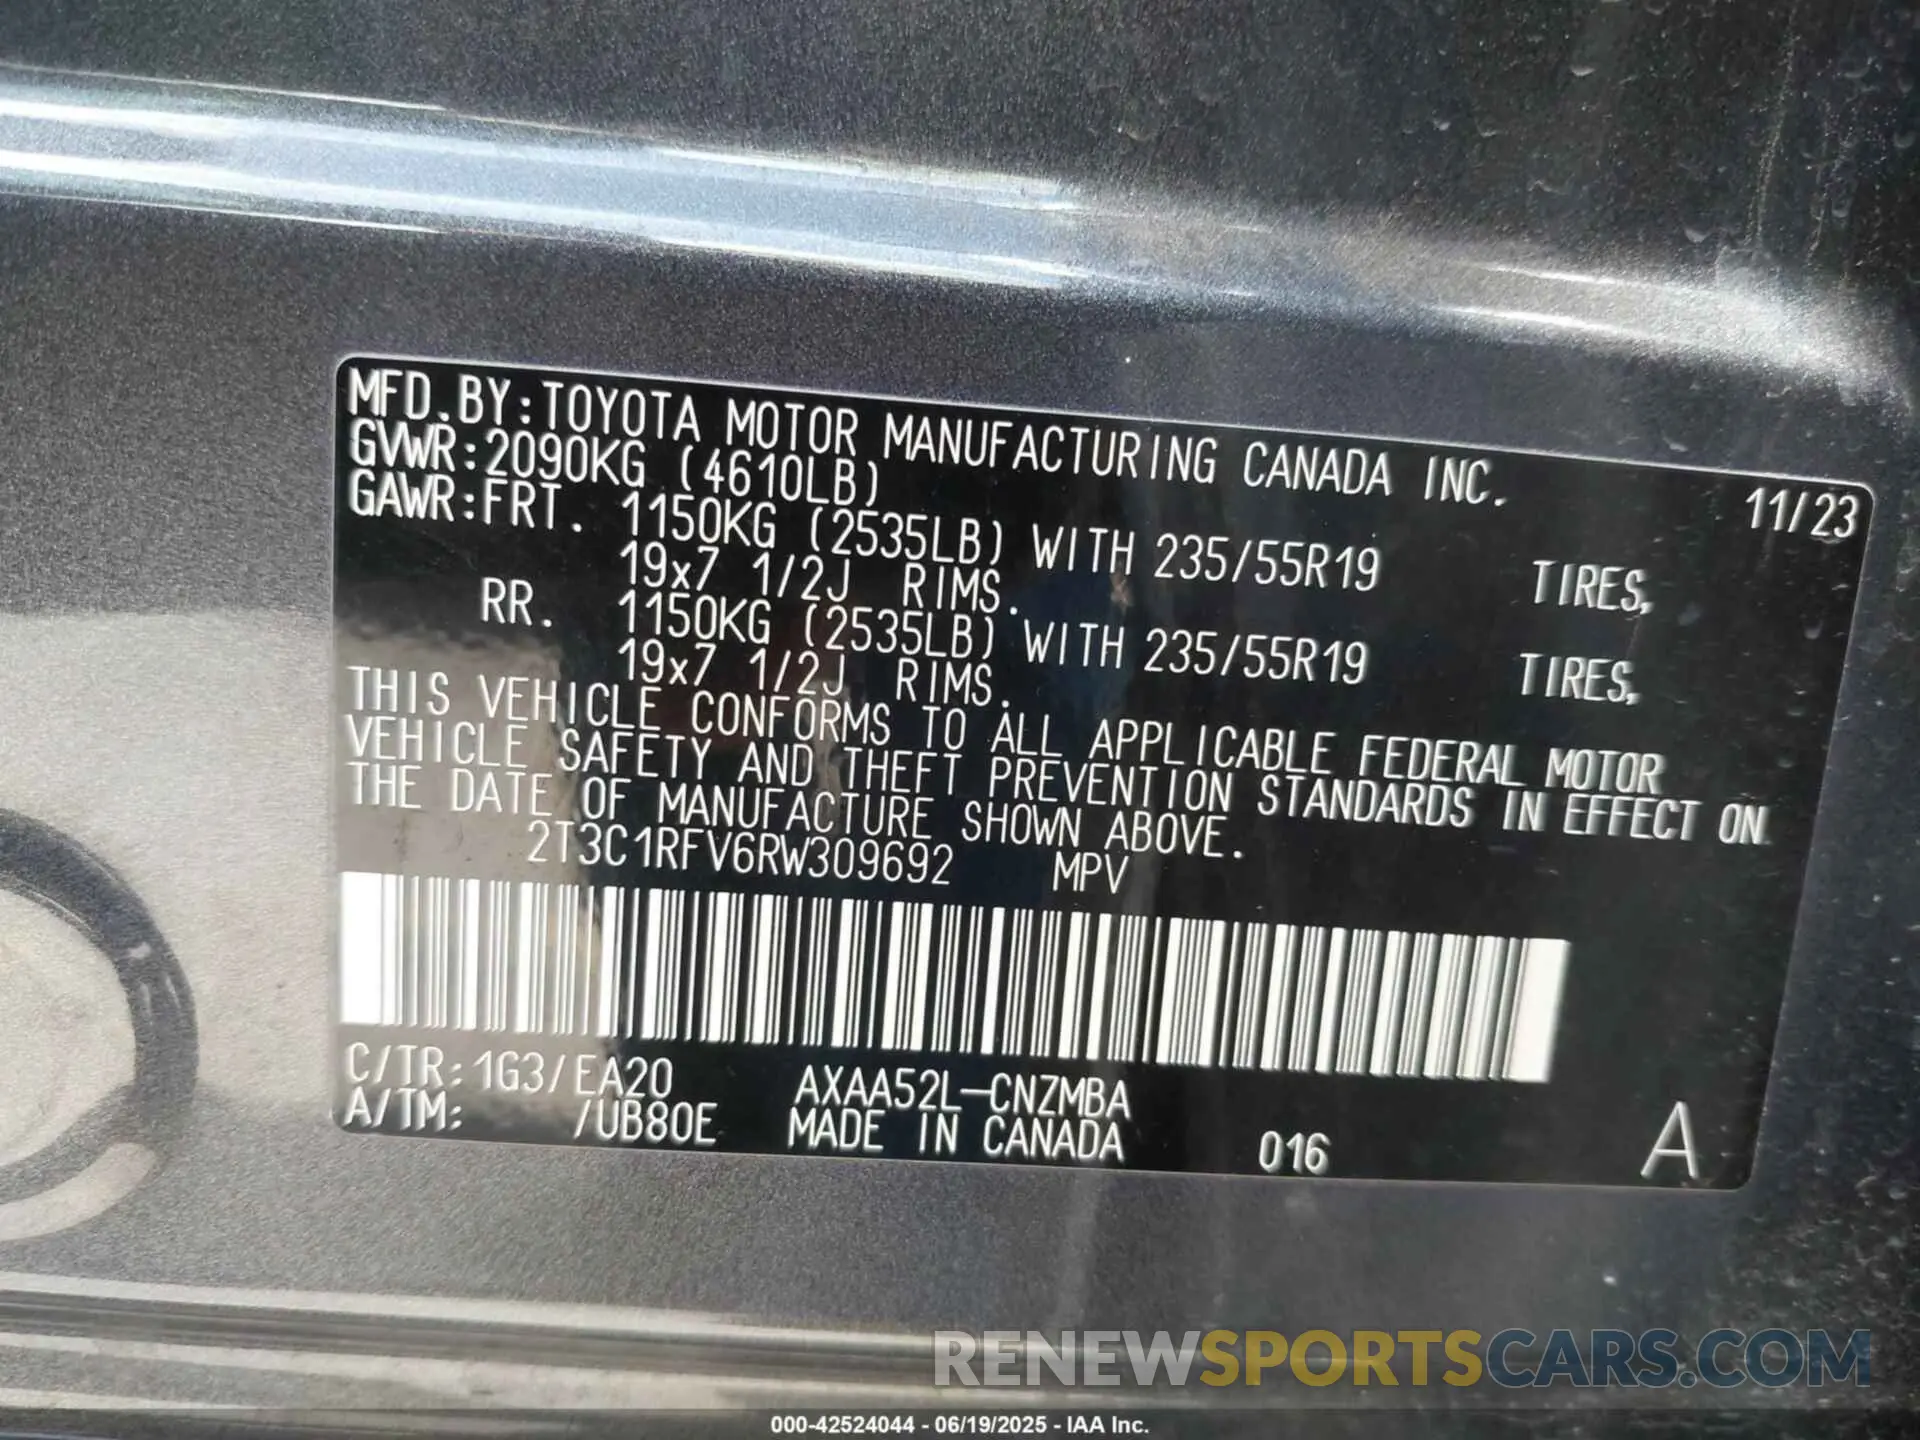 MFD.BY:TOYOTA MOTOR MANUFACTURING CANADA INC. 11/23
GVWR:2090KG (4610LB)
GAWR:FRT. 1150KG (2535LB) WITH 235/55R19 TIRES,
19x7 1/2J RIMS.
RR. 1150KG (2535LB) WITH 235/55R19 TIRES,
19x7 1/2J RIMS.
THIS VEHICLE CONFORMS TO ALL APPLICABLE FEDERAL MOTOR
VEHICLE SAFETY AND THEFT PREVENTION STANDARDS IN EFFECT ON
THE DATE OF MANUFACTURE SHOWN ABOVE.
2T3C1RFV6RW309692 MPV
C/TR:1G3/EA20 AXAA52L-CNZMBA
A/TM: /UB80E MADE IN CANADA 016 A
RENEWSPORTSCARS.COM
000-42524044 - 06/19/2025 - IAA Inc.